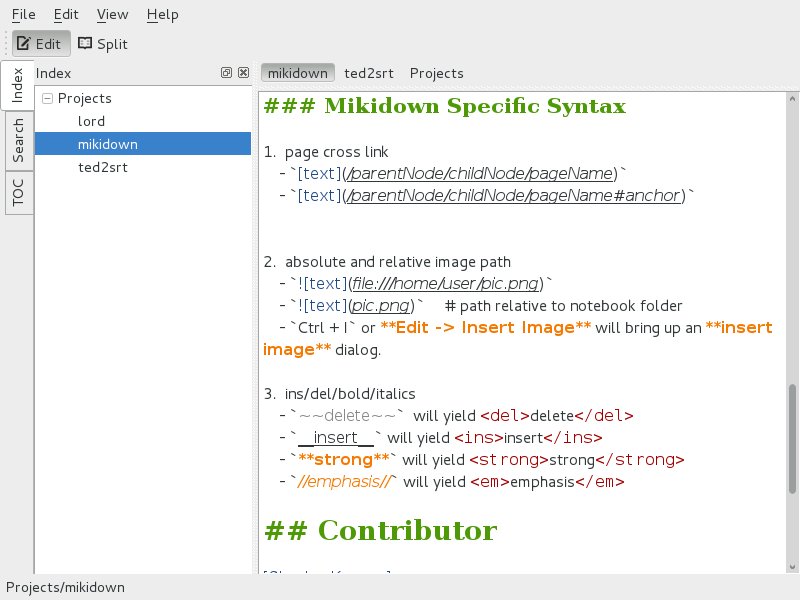 File Edit View Help
Edit Split
Index
Search
TOC
Index
Projects
lord
mikidown
ted2srt
mikidown ted2srt Projects
### Mikidown Specific Syntax
1. page cross link
- `[text](/parentNode/childNode/pageName)`
- `[text](/parentNode/childNode/pageName#anchor)`
2. absolute and relative image path
- `![text](file:///home/user/pic.png)`
- `![text](pic.png)` # path relative to notebook folder
- `Ctrl + I` or **Edit -> Insert Image** will bring up an **insert
image** dialog.
3. ins/del/bold/italics
- `~~delete~~` will yield <del>delete</del>
- `__insert__` will yield <ins>insert</ins>
- `**strong**` will yield <strong>strong</strong>
- `//emphasis//` will yield <em>emphasis</em>
## Contributor
Projects/mikidown